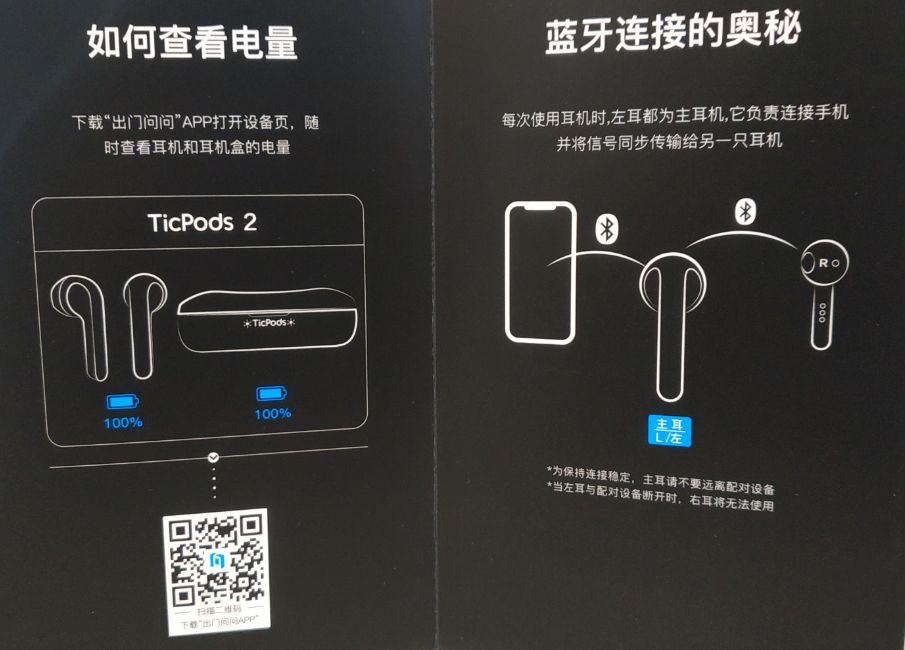 如何查看电量
下载“出门问问”APP打开设备页，随
时查看耳机和耳机盒的电量
TicPods 2
TicPods
100%
100%
扫描二维码
下载“出门问问APP”
蓝牙连接的奥秘
每次使用耳机时,左耳都为主耳机,它负责连接手机
并将信号同步传输给另一只耳机
R
主耳
L/左
*为保持连接稳定，主耳请不要远离配对设备
*当左耳与配对设备断开时，右耳将无法使用